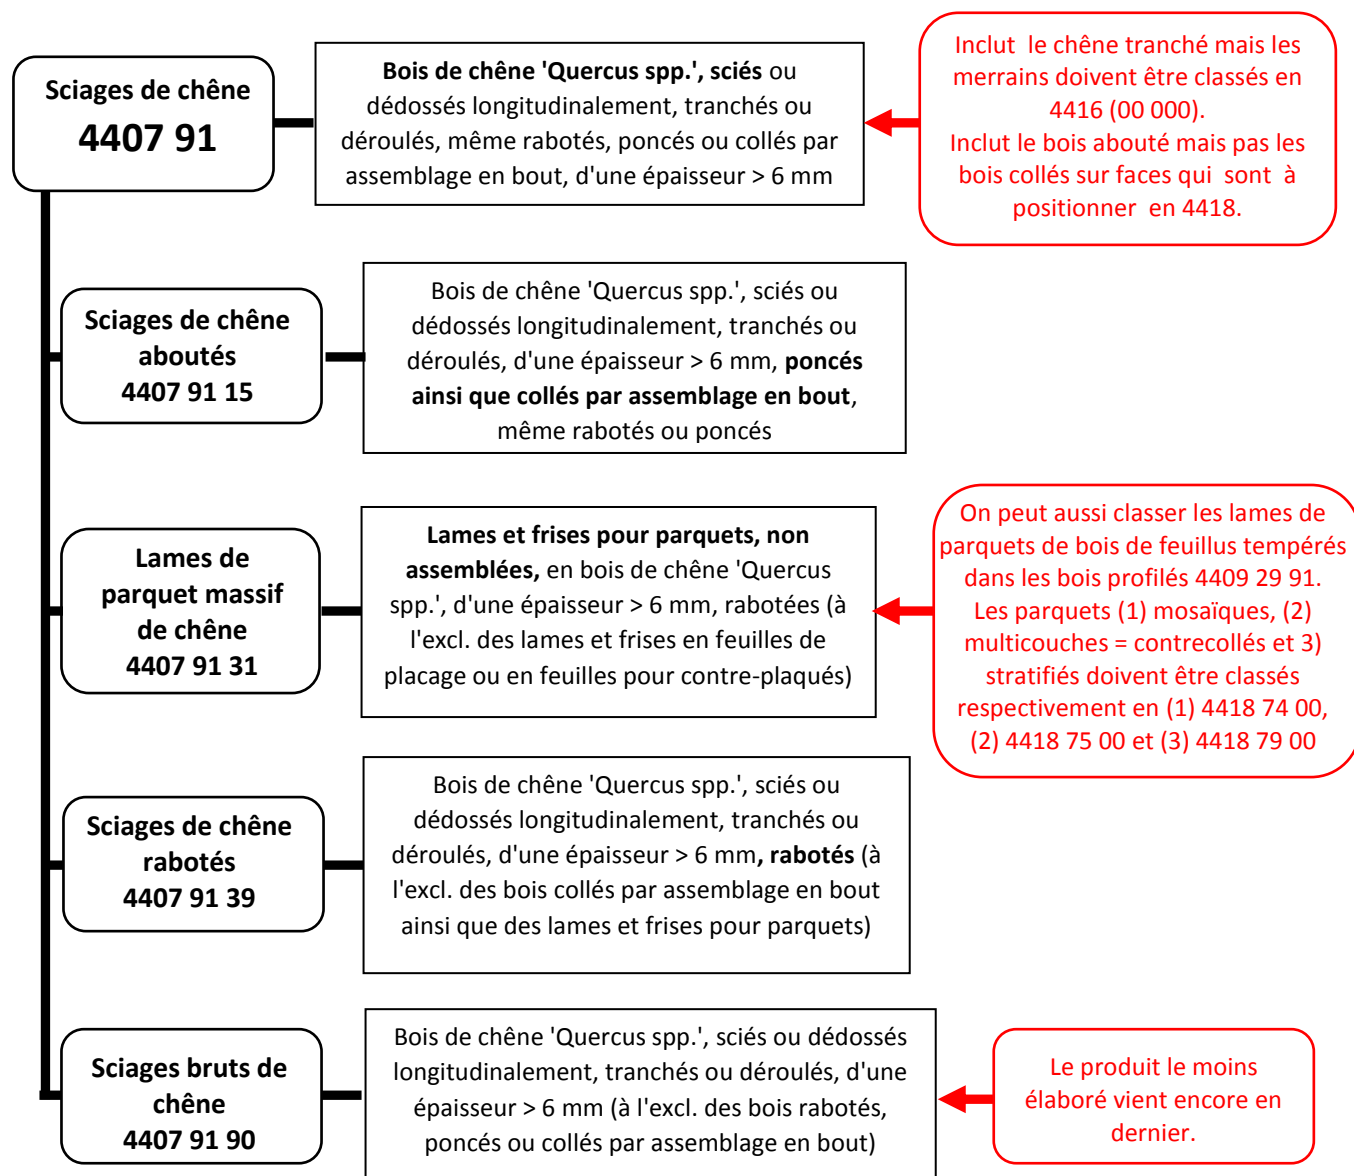 Sciages de chêne
4407 91
Bois de chêne 'Quercus spp.', sciés ou
dédossés longitudinalement, tranchés ou
déroulés, même rabotés, poncés ou collés par
assemblage en bout, d'une épaisseur > 6 mm
Inclut le chêne tranché mais les
merrains doivent être classés en
4416 (00 000).
Inclut le bois abouté mais pas les
bois collés sur faces qui sont à
positionner en 4418.
Sciages de chêne
aboutés
4407 91 15
Bois de chêne 'Quercus spp.', sciés ou
dédossés longitudinalement, tranchés ou
déroulés, d'une épaisseur > 6 mm, poncés
ainsi que collés par assemblage en bout,
même rabotés ou poncés
Lames de
parquet massif
de chêne
4407 91 31
Lames et frises pour parquets, non
assemblées, en bois de chêne 'Quercus
spp.', d'une épaisseur > 6 mm, rabotées (à
l'excl. des lames et frises en feuilles de
placage ou en feuilles pour contre-plaqués)
On peut aussi classer les lames de
parquets de bois de feuillus tempérés
dans les bois profilés 4409 29 91.
Les parquets (1) mosaïques, (2)
multicouches = contrecollés et 3)
stratifiés doivent être classés
respectivement en (1) 4418 74 00,
(2) 4418 75 00 et (3) 4418 79 00
Sciages de chêne
rabotés
4407 91 39
Bois de chêne 'Quercus spp.', sciés ou
dédossés longitudinalement, tranchés ou
déroulés, d'une épaisseur > 6 mm, rabotés (à
l'excl. des bois collés par assemblage en bout
ainsi que des lames et frises pour parquets)
Sciages bruts de
chêne
4407 91 90
Bois de chêne 'Quercus spp.', sciés ou dédossés
longitudinalement, tranchés ou déroulés, d'une
épaisseur > 6 mm (à l'excl. des bois rabotés,
poncés ou collés par assemblage en bout)
Le produit le moins
élaboré vient encore en
dernier.